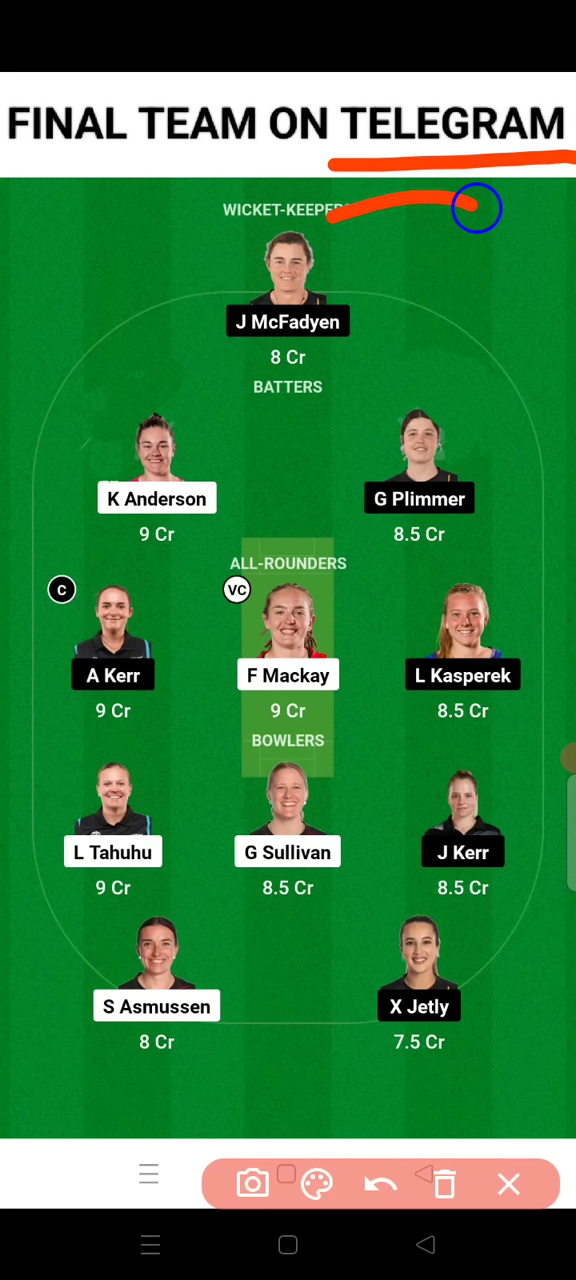 FINAL TEAM ON TELEGRAM
WICKET-KEEPERS
J McFadyen
8 Cr
BATTERS
K Anderson
G Plimmer
9 Cr
8.5 Cr
ALL-ROUNDERS
C
VC
A Kerr
F Mackay
L Kasperek
9 Cr
9 Cr
8.5 Cr
BOWLERS
L Tahuhu
G Sullivan
J Kerr
9 Cr
8.5 Cr
8.5 Cr
S Asmussen
X Jetly
8 Cr
7.5 Cr